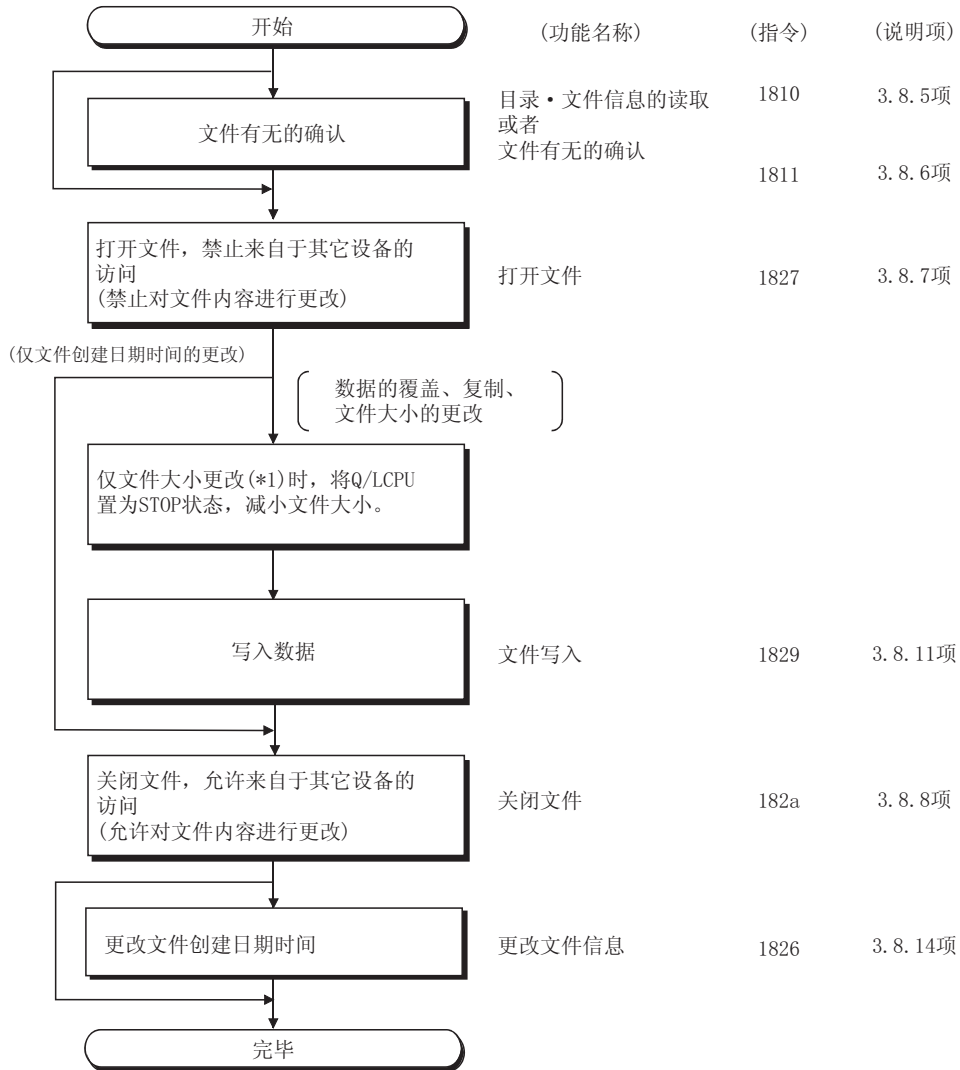 开始
(功能名称)
(指令)
(说明项)
文件有无的确认
目录·文件信息的读取
或者
文件有无的确认
1810
3.8.5项
1811
3.8.6项
打开文件，禁止来自于其它设备的
访问
(禁止对文件内容进行更改)
打开文件
1827
3.8.7项
(仅文件创建日期时间的更改)
数据的覆盖、复制、
文件大小的更改
仅文件大小更改(*1)时，将Q/LCPU
置为STOP状态，减小文件大小。
写入数据
文件写入
1829
3.8.11项
关闭文件，允许来自于其它设备的
访问
(允许对文件内容进行更改)
关闭文件
182a
3.8.8项
更改文件创建日期时间
更改文件信息
1826
3.8.14项
完毕